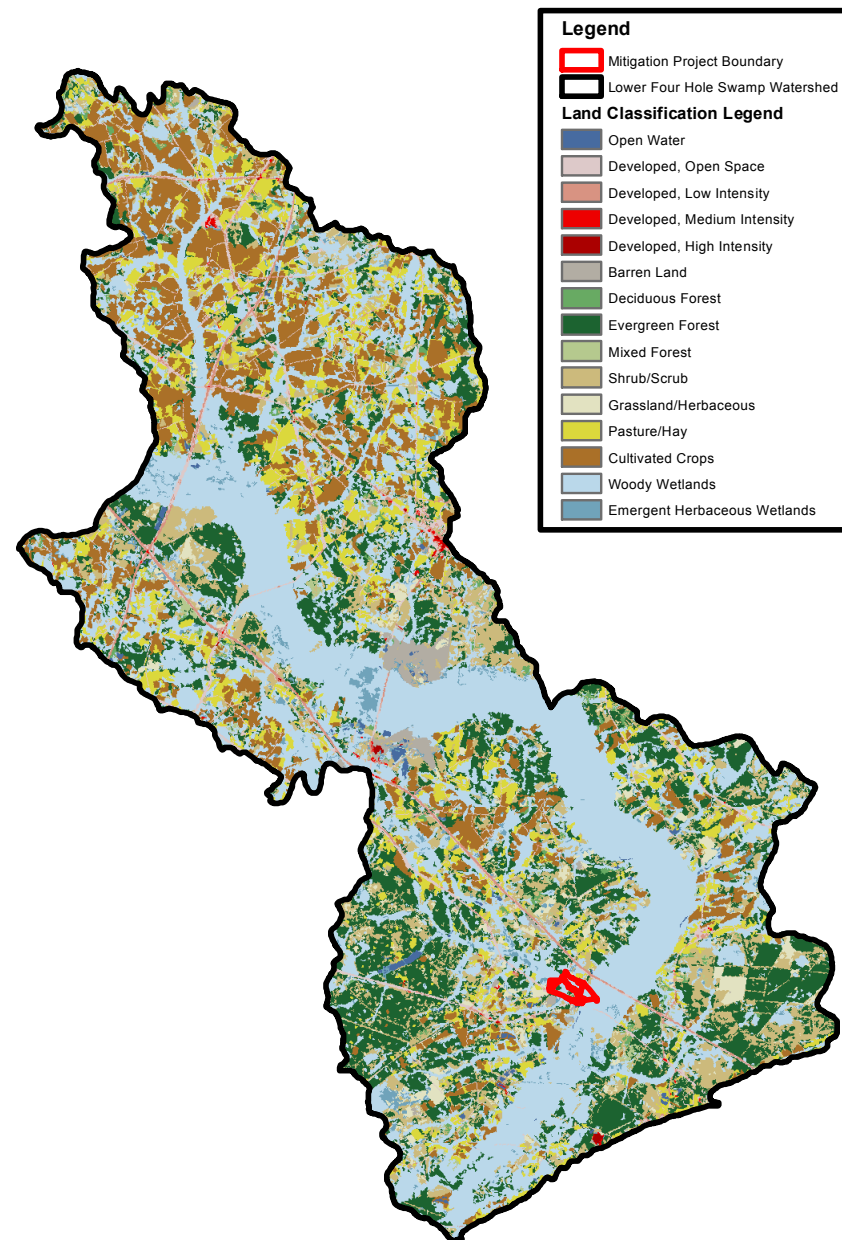 Legend
Mitigation Project Boundary
Lower Four Hole Swamp Watershed
Land Classification Legend
Open Water
Developed, Open Space
Developed, Low Intensity
Developed, Medium Intensity
Developed, High Intensity
Barren Land
Deciduous Forest
Evergreen Forest
Mixed Forest
Shrub/Scrub
Grassland/Herbaceous
Pasture/Hay
Cultivated Crops
Woody Wetlands
Emergent Herbaceous Wetlands